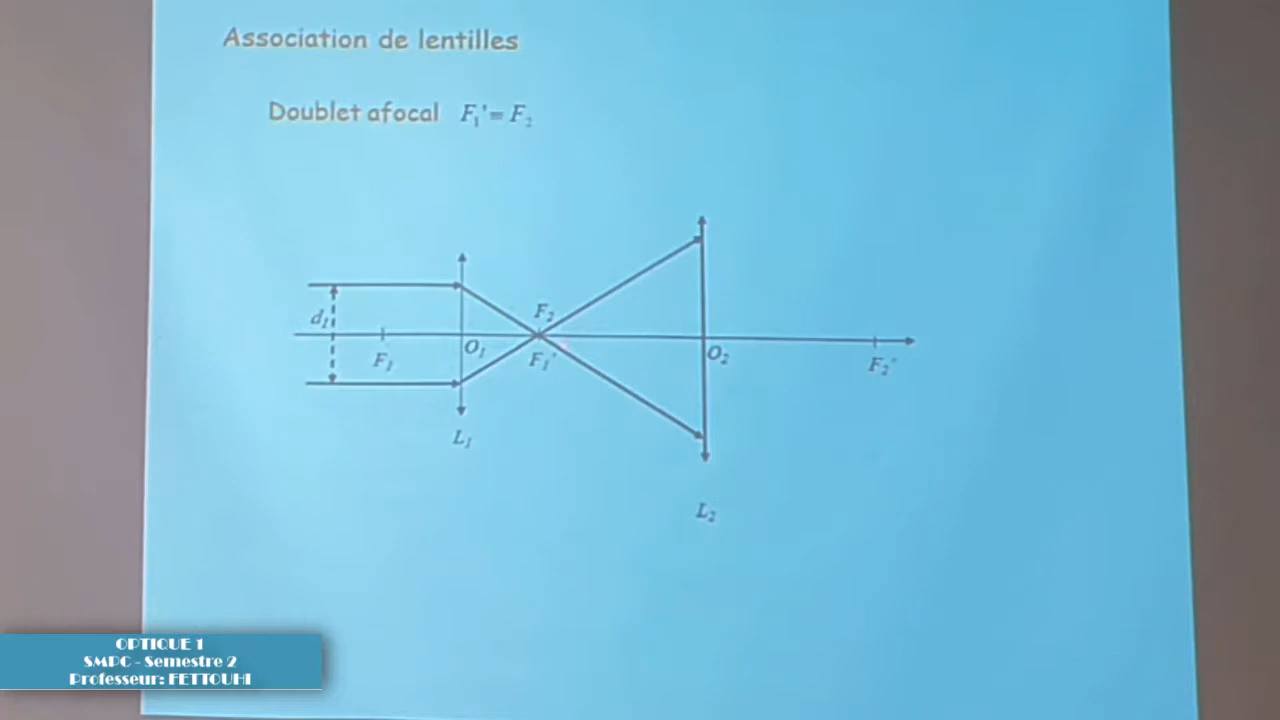 Association de lentilles
Doublet afocal F₁' = F₂
d₁
F₂
F₁
O₁
F₁'
O₂
F₂'
L₁
L₂
OPTIQUE 1
SMPC - Semestre 2
Professeur: FETTOUHI